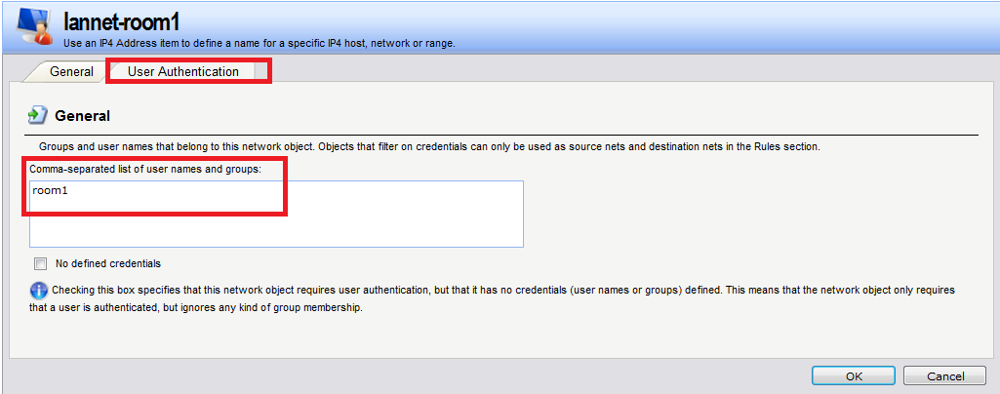 lannet-room1
Use an IP4 Address item to define a name for a specific IP4 host, network or range.
General
User Authentication
General
Groups and user names that belong to this network object. Objects that filter on credentials can only be used as source nets and destination nets in the Rules section.
Comma-separated list of user names and groups:
room1
No defined credentials
Checking this box specifies that this network object requires user authentication, but that it has no credentials (user names or groups) defined. This means that the network object only requires
that a user is authenticated, but ignores any kind of group membership.
OK
Cancel